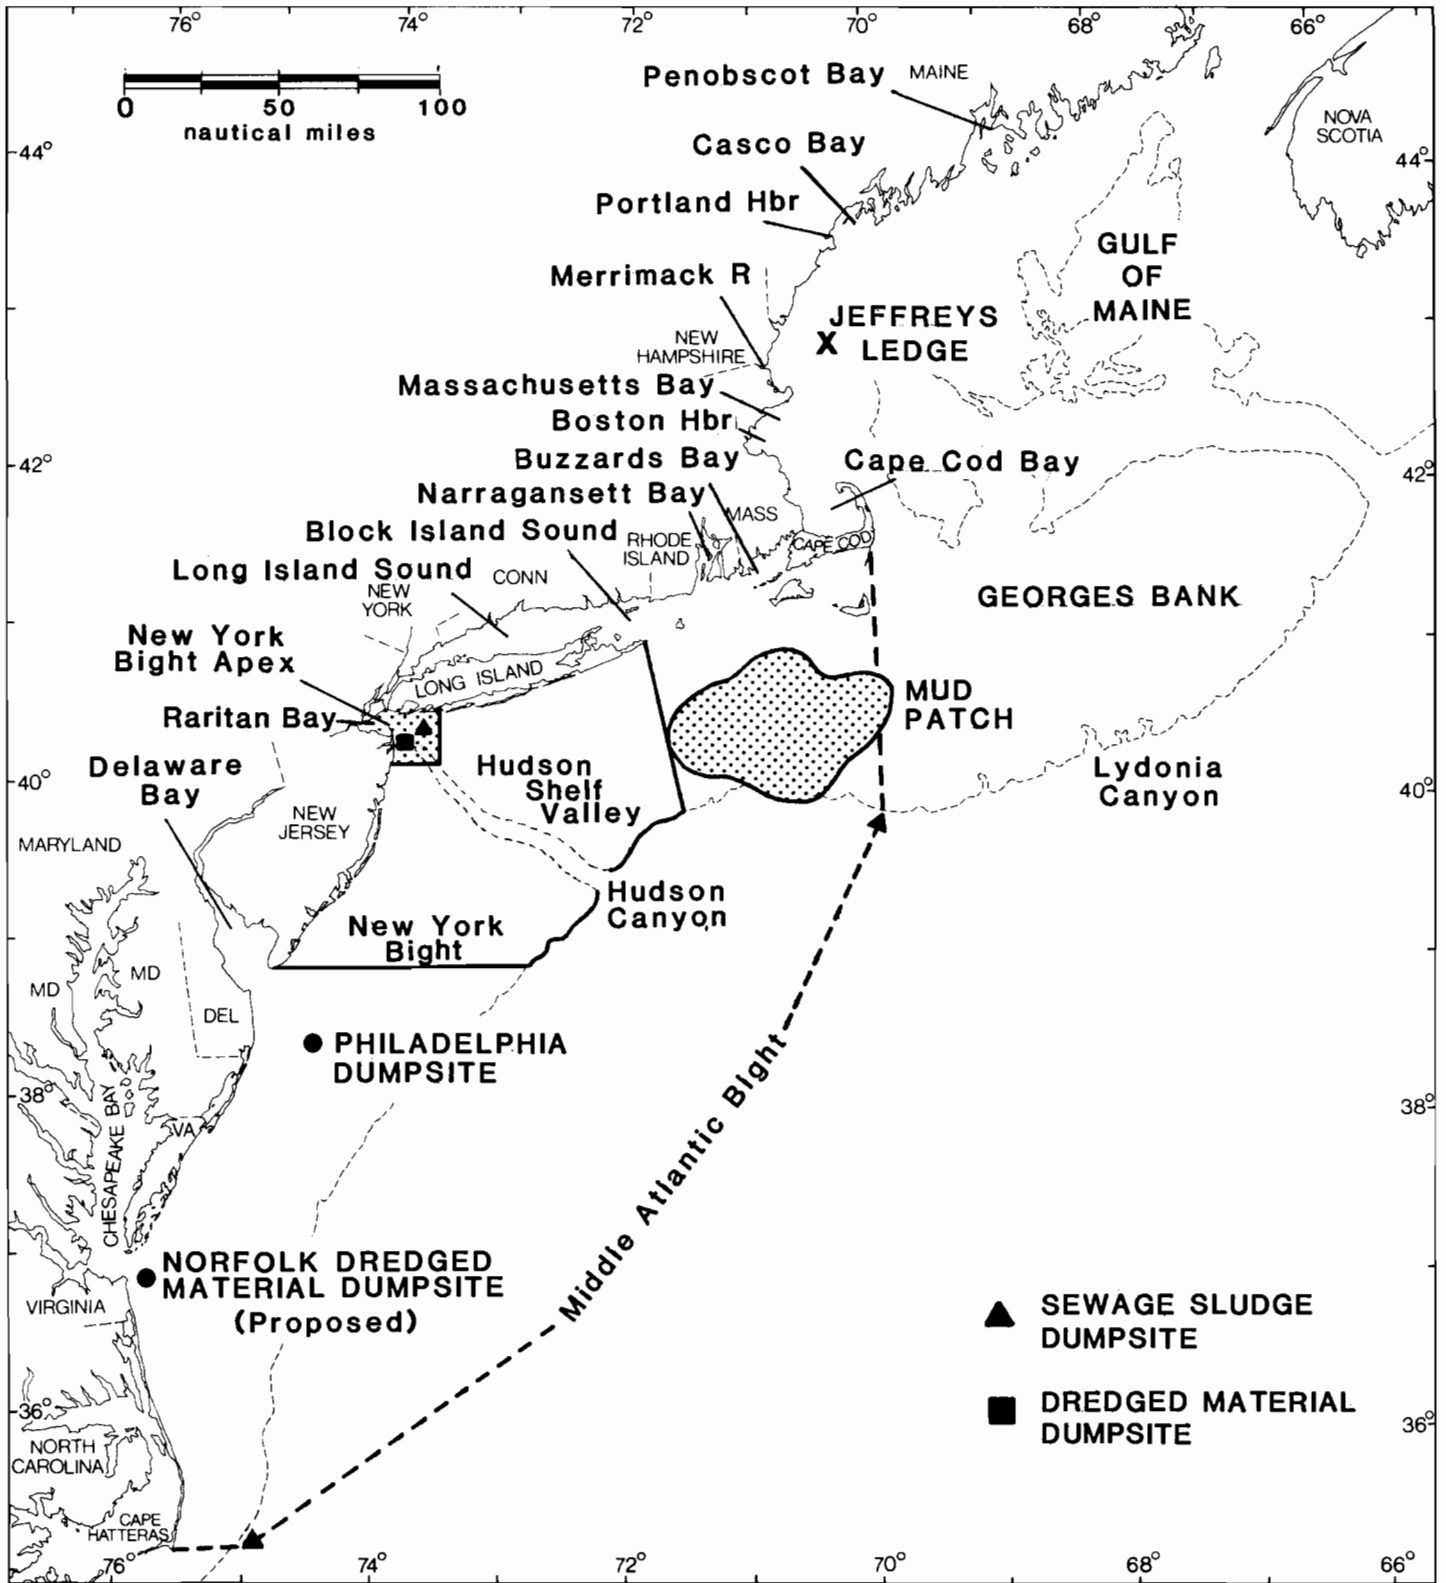 76° 74° 72° 70° 68° 66°
0 50 100
nautical miles
Penobscot Bay
MAINE
NOVA
SCOTIA
Casco Bay
44°
44°
Portland Hbr
GULF
OF
MAINE
Merrimack R
JEFFREYS
LEDGE
X
NEW
HAMPSHIRE
Massachusetts Bay
Boston Hbr
Buzzards Bay
Cape Cod Bay
42°
42°
Narragansett Bay
MASS
Block Island Sound
RHODE
ISLAND
CAPE COD
Long Island Sound
CONN
NEW
YORK
GEORGES BANK
New York
Bight Apex
LONG ISLAND
MUD
PATCH
Raritan Bay
Delaware
Bay
Hudson
Shelf
Valley
Lydonia
Canyon
40°
40°
NEW
JERSEY
MARYLAND
Hudson
Canyon
New York
Bight
MD
MD
DEL
PHILADELPHIA
DUMPSITE
38°
38°
CHESAPEAKE BAY
VA
Middle Atlantic Bight
NORFOLK DREDGED
MATERIAL DUMPSITE
(Proposed)
VIRGINIA
SEWAGE SLUDGE
DUMPSITE
DREDGED MATERIAL
DUMPSITE
36°
36°
NORTH
CAROLINA
CAPE
HATTERAS
76° 74° 72° 70° 68° 66°